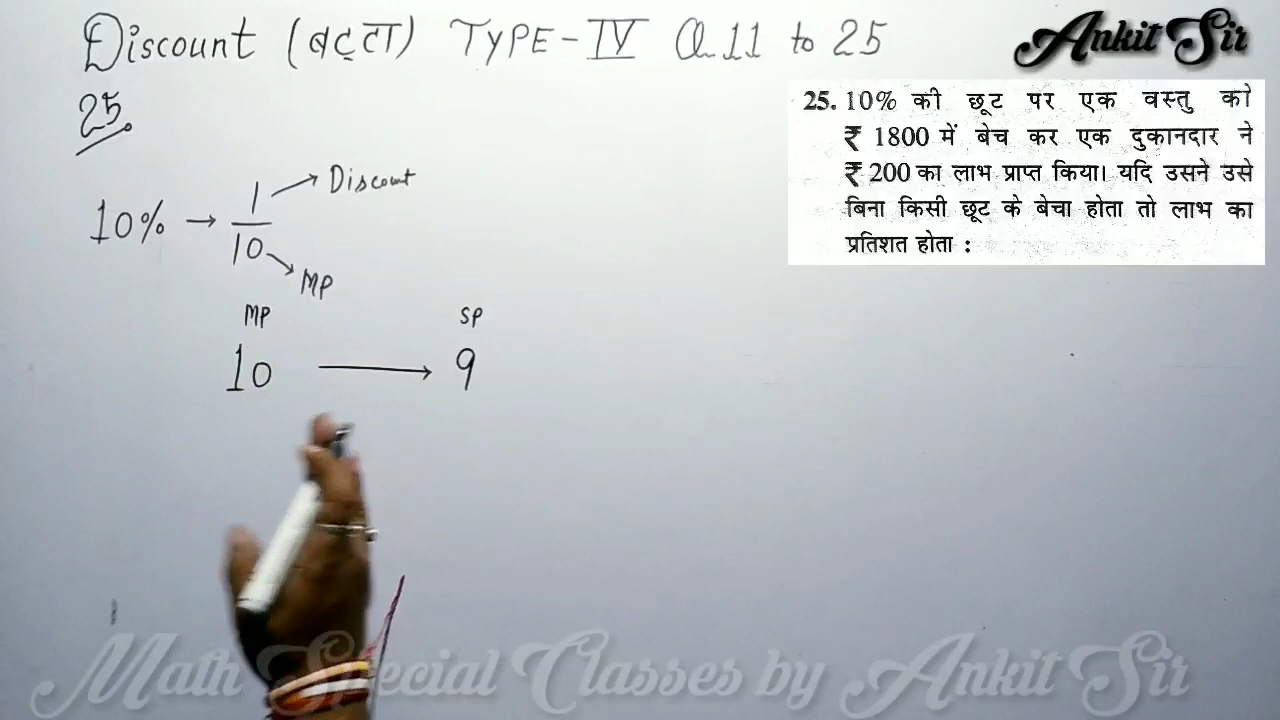 Discount (बट्टा) TYPE-IV Q.11 to 25
Ankit Sir
25.
25. 10% की छूट पर एक वस्तु को
₹ 1800 में बेच कर एक दुकानदार ने
₹ 200 का लाभ प्राप्त किया। यदि उसने उसे
बिना किसी छूट के बेचा होता तो लाभ का
प्रतिशत होता :
10% → 1/10
Discount
MP
MP SP
10 → 9
Math Special Classes by Ankit Sir